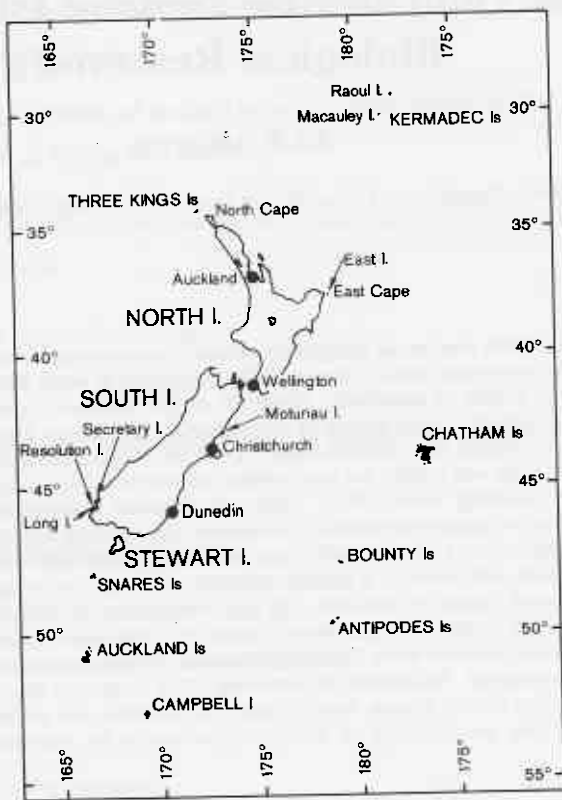 165°
170°
180°
175°
Raoul I.
Macauley I.
KERMADEC Is
30°
30°
THREE KINGS Is
North Cape
35°
35°
East I.
Auckland
East Cape
NORTH I.
40°
40°
Wellington
SOUTH I.
Motunau I.
Secretary I.
CHATHAM Is
Resolution I.
Christchurch
45°
45°
Long I.
Dunedin
STEWART I.
BOUNTY Is
SNARES Is
ANTIPODES Is
50°
50°
AUCKLAND Is
CAMPBELL I
165°
170°
175°
180°
175°
55°